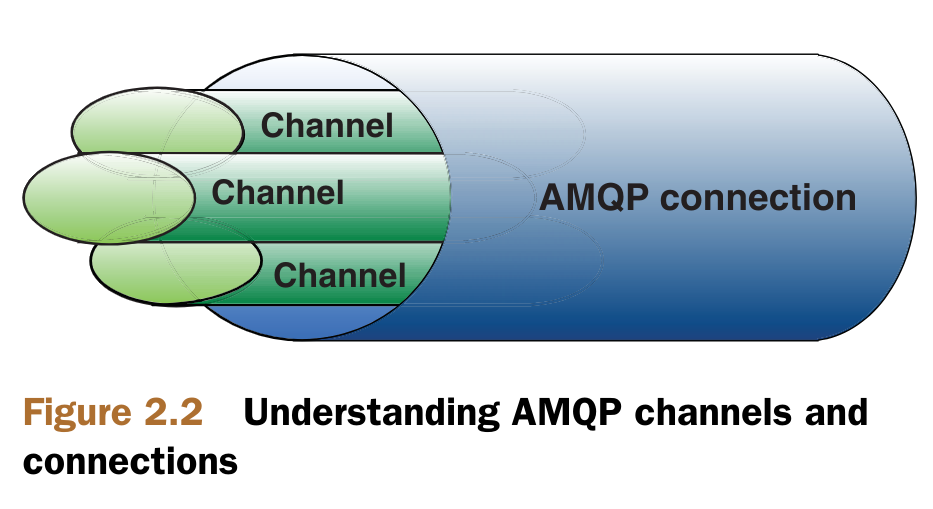 Channel
Channel
AMQP connection
Channel
Figure 2.2 Understanding AMQP channels and
connections